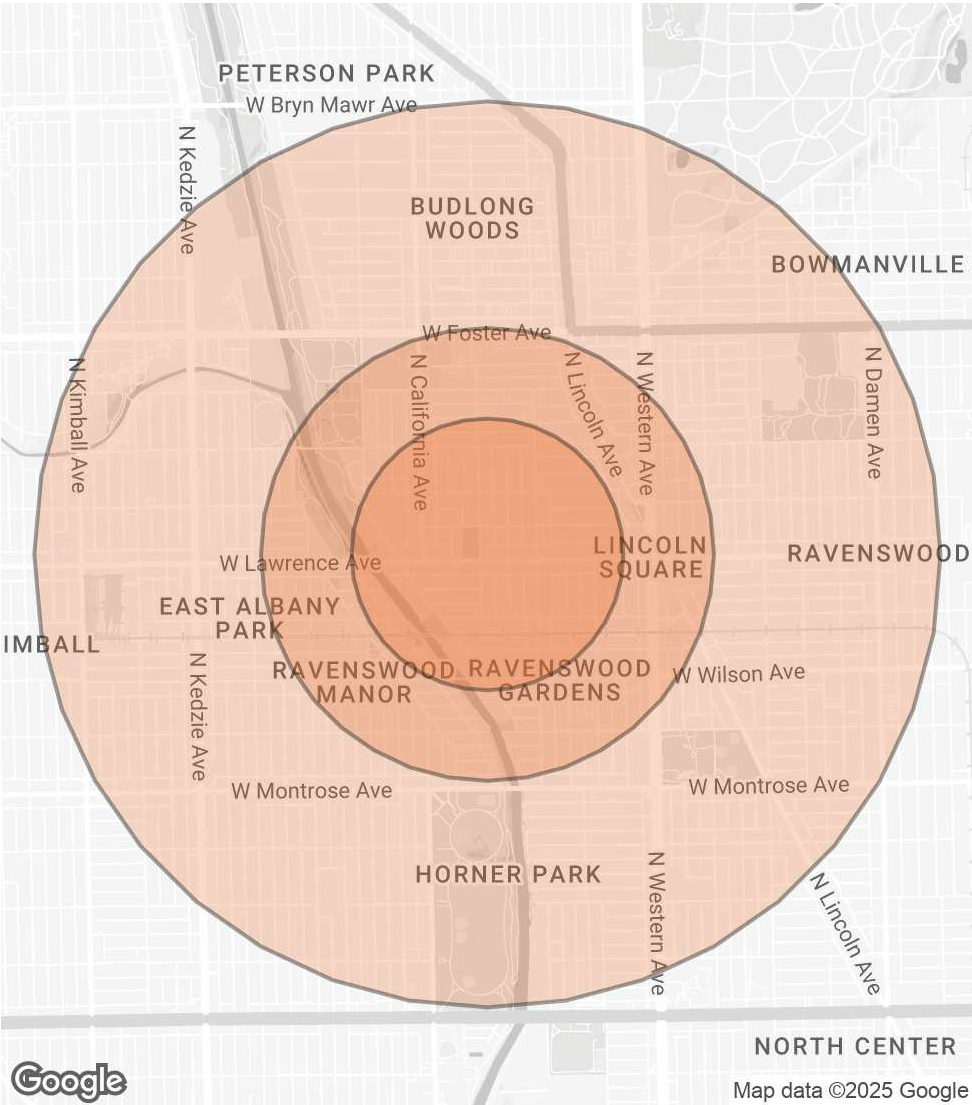 PETERSON PARK
W Bryn Mawr Ave
N Kedzie Ave
BUDLONG
WOODS
BOWMANVILLE
W Foster Ave
N Kimball Ave
N California Ave
N Lincoln Ave
N Western Ave
N Damen Ave
W Lawrence Ave
LINCOLN
SQUARE
RAVENSWOOD
EAST ALBANY
PARK
IMBALL
RAVENSWOOD
MANOR
RAVENSWOOD
GARDENS
W Wilson Ave
N Kedzie Ave
W Montrose Ave
W Montrose Ave
HORNER PARK
N Western Ave
N Lincoln Ave
NORTH CENTER
Google
Map data ©2025 Google